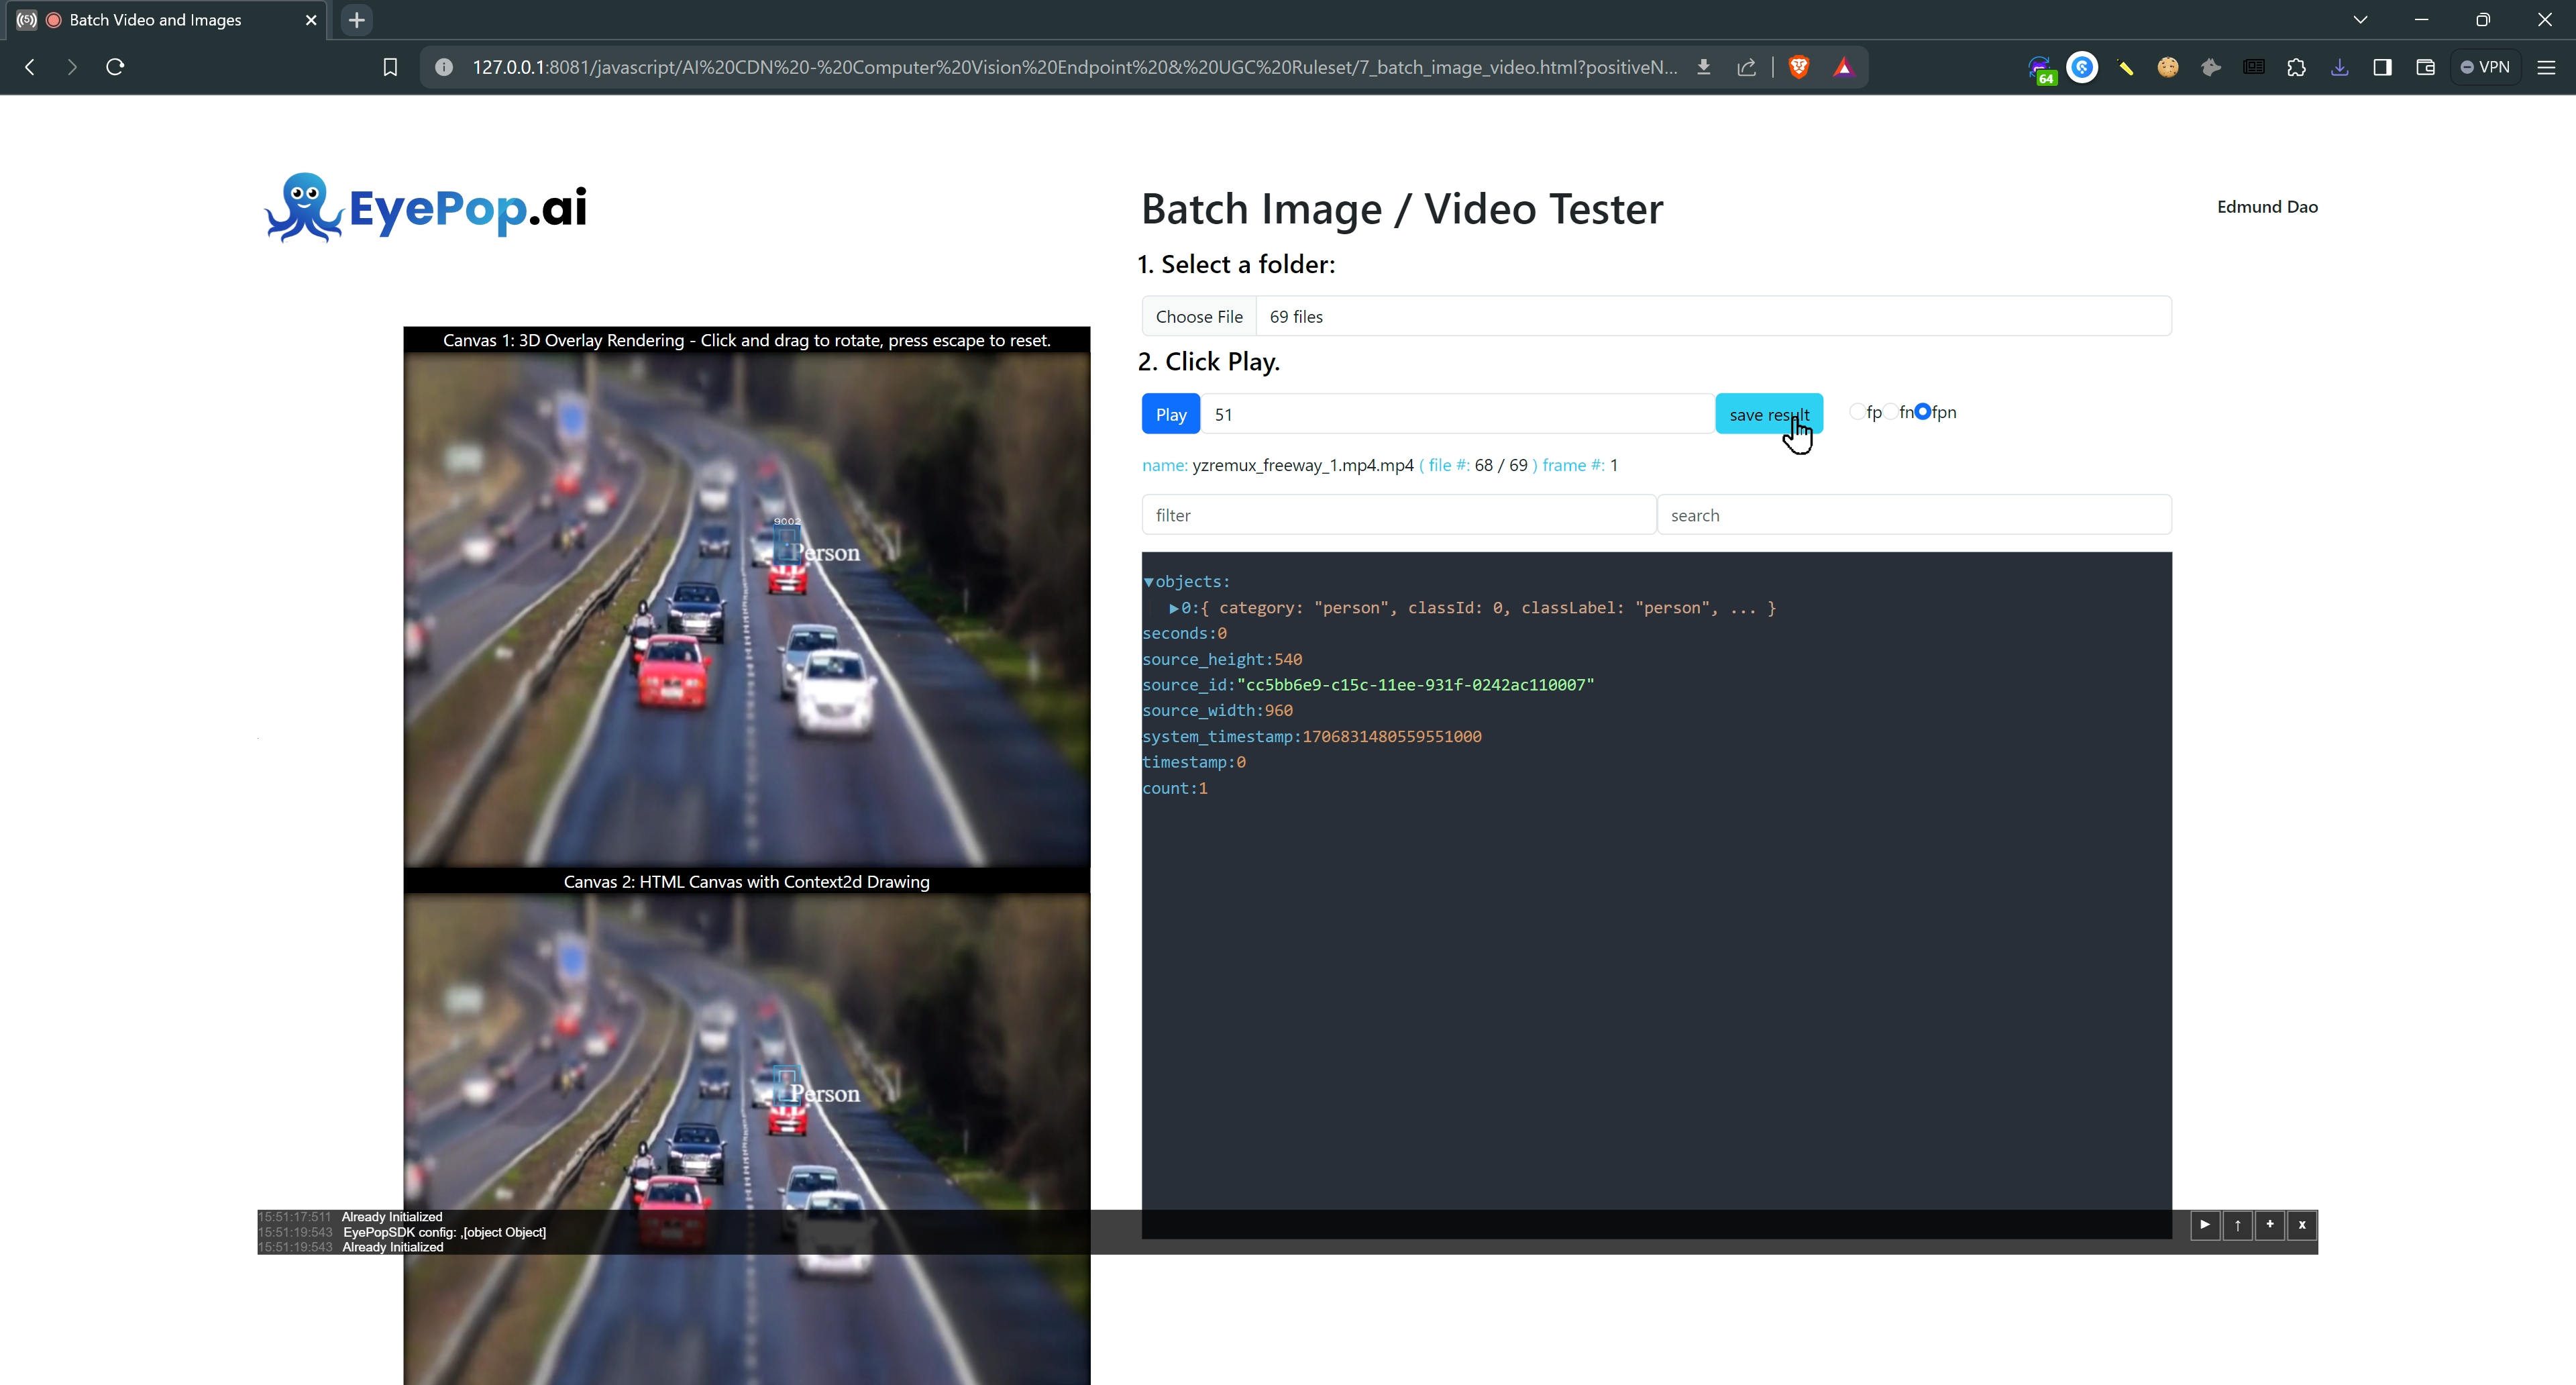 Batch Video and Images
127.0.0.1:8081/javascript/AI%20CDN%20-%20Computer%20Vision%20Endpoint%20&%20UGC%20Ruleset/7_batch_image_video.html?positiveN...
64
VPN
EyePop.ai
Batch Image / Video Tester
Edmund Dao
1. Select a folder:
Choose File 69 files
2. Click Play.
Play 51 save result fp fn fpn
name: yzremux_freeway_1.mp4.mp4 ( file #: 68 / 69 ) frame #: 1
filter search
▼objects:
▶0:{ category: "person", classId: 0, classLabel: "person", ... }
seconds:0
source_height:540
source_id:"cc5bb6e9-c15c-11ee-931f-0242ac110007"
source_width:960
system_timestamp:1706831480559551000
timestamp:0
count:1
Canvas 1: 3D Overlay Rendering - Click and drag to rotate, press escape to reset.
9002
Person
Canvas 2: HTML Canvas with Context2d Drawing
Person
15:51:17:511 Already Initialized
15:51:19:543 EyePopSDK config: ,[object Object]
15:51:19:543 Already Initialized
▶ ↑ + x